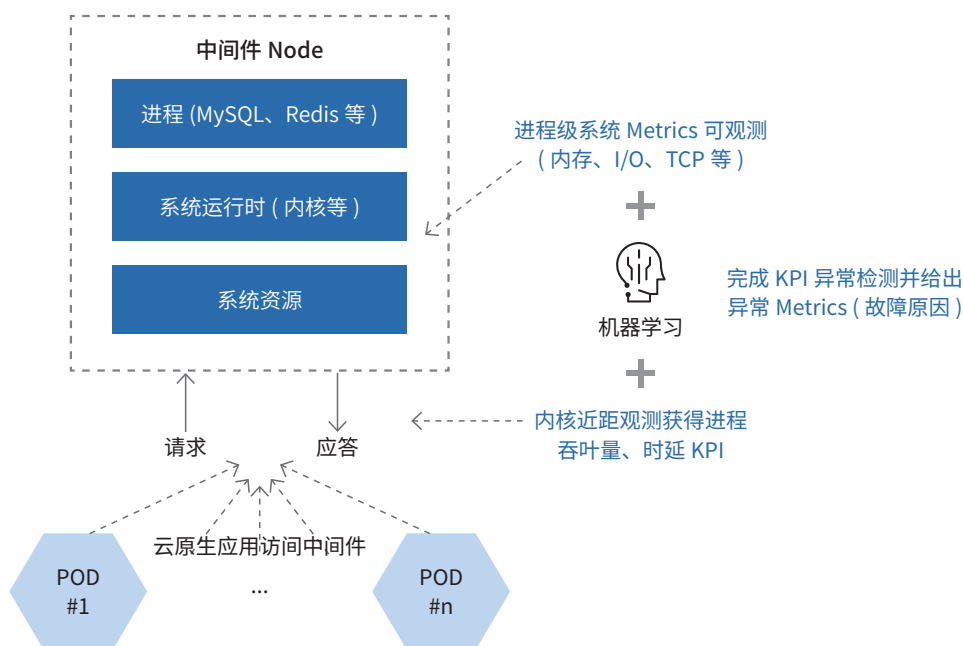 中间件 Node
进程 (MySQL、Redis 等 )
系统运行时 ( 内核等 )
系统资源
进程级系统 Metrics 可观测
( 内存、I/O、TCP 等 )
机器学习
完成 KPI 异常检测并给出
异常 Metrics ( 故障原因 )
内核近距观测获得进程
吞吐量、时延 KPI
请求
应答
云原生应用访间中间件
POD
#1
...
POD
#n